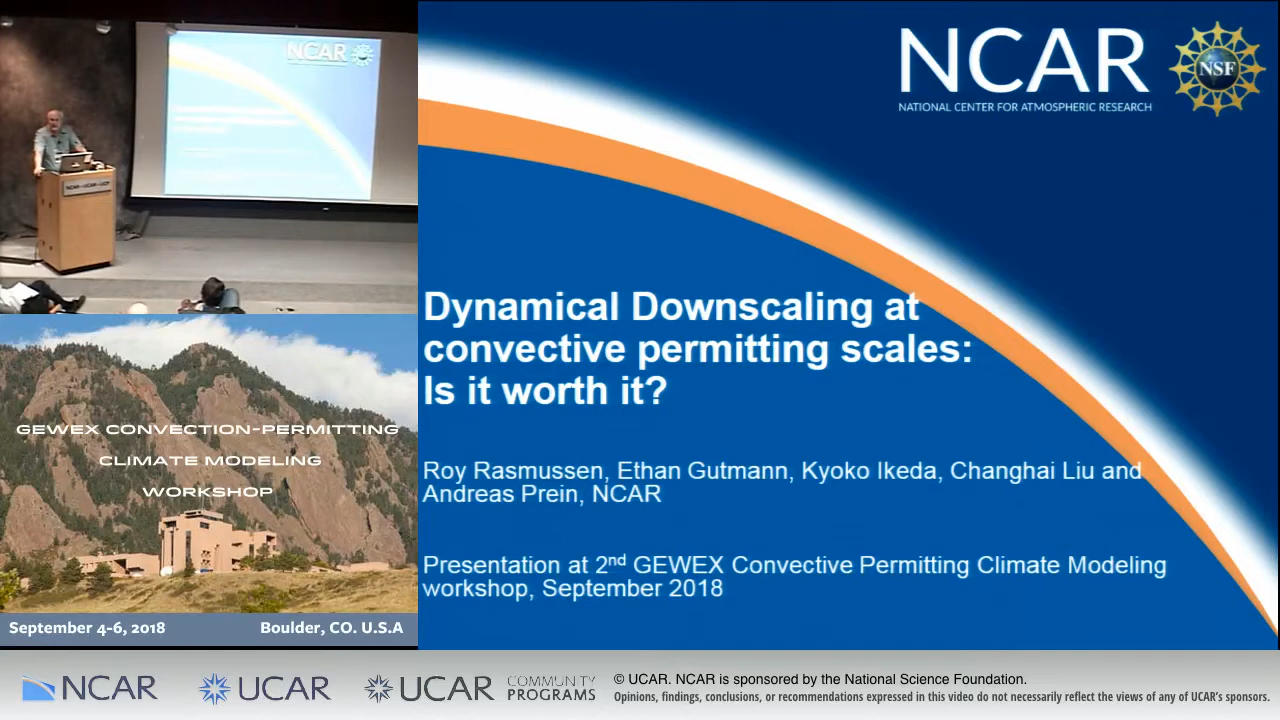 NCAR
NCAR-UCAR-UCP
GEWEX CONVECTION-PERMITTING
CLIMATE MODELING
WORKSHOP
September 4-6, 2018 Boulder, CO. U.S.A
NCAR
NATIONAL CENTER FOR ATMOSPHERIC RESEARCH
NSF
Dynamical Downscaling at
convective permitting scales:
Is it worth it?
Roy Rasmussen, Ethan Gutmann, Kyoko Ikeda, Changhai Liu and
Andreas Prein, NCAR
Presentation at 2nd GEWEX Convective Permitting Climate Modeling
workshop, September 2018
NCAR UCAR UCAR COMMUNITY PROGRAMS
© UCAR. NCAR is sponsored by the National Science Foundation.
Opinions, findings, conclusions, or recommendations expressed in this video do not necessarily reflect the views of any of UCAR's sponsors.